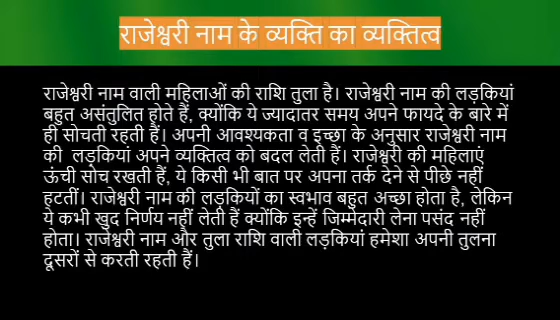 राजेश्वरी नाम के व्यक्ति का व्यक्तित्व
राजेश्वरी नाम वाली महिलाओं की राशि तुला है। राजेश्वरी नाम की लड़कियां
बहुत असंतुलित होते हैं, क्योंकि ये ज्यादातर समय अपने फायदे के बारे में
ही सोचती रहती हैं। अपनी आवश्यकता व इच्छा के अनुसार राजेश्वरी नाम
की लड़कियां अपने व्यक्तित्व को बदल लेती हैं। राजेश्वरी की महिलाएं
ऊंची सोच रखती हैं, ये किसी भी बात पर अपना तर्क देने से पीछे नहीं
हटतीं। राजेश्वरी नाम की लड़कियों का स्वभाव बहुत अच्छा होता है, लेकिन
ये कभी खुद निर्णय नहीं लेती हैं क्योंकि इन्हें जिम्मेदारी लेना पसंद नहीं
होता। राजेश्वरी नाम और तुला राशि वाली लड़कियां हमेशा अपनी तुलना
दूसरों से करती रहती हैं।